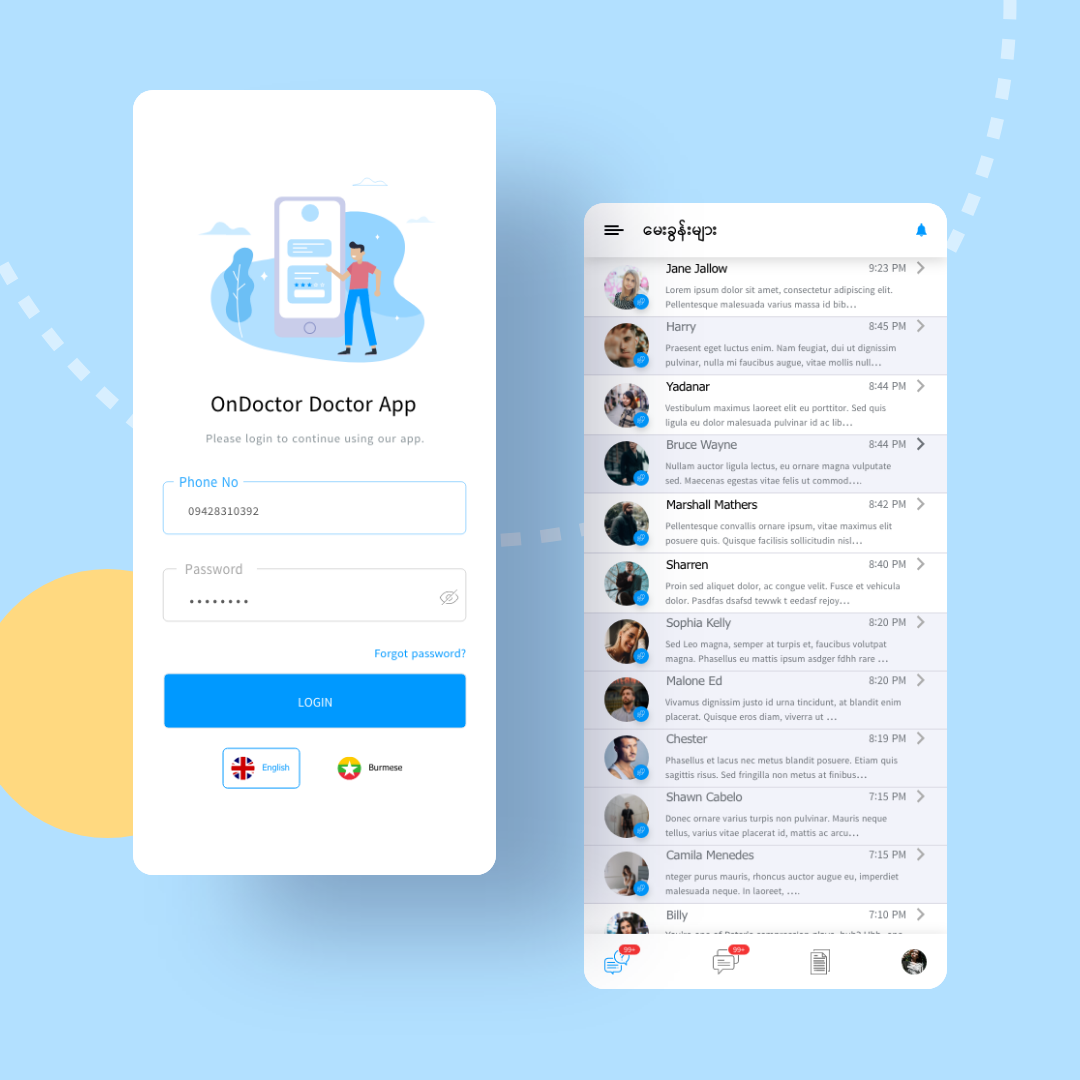 OnDoctor Doctor App
Please login to continue using our app.
Phone No
09428310392
Password
Forgot password?
LOGIN
English
Burmese
မေးခွန်းများ
Jane Jallow 9:23 PM
Lorem ipsum dolor sit amet, consectetur adipiscing elit.
Pellentesque malesuada varius massa id bib...
Harry 8:45 PM
Praesent eget luctus enim. Nam feugiat, dui ut dignissim
pulvinar, nulla mi faucibus augue, vitae mollis null...
Yadanar 8:44 PM
Vestibulum maximus laoreet elit eu porttitor. Sed quis
ligula eu dolor malesuada pulvinar id ac lib...
Bruce Wayne 8:44 PM
Nullam auctor ligula lectus, eu ornare magna vulputate
sed. Maecenas egestas vitae felis ut commod....
Marshall Mathers 8:42 PM
Pellentesque convallis ornare ipsum, vitae maximus elit
posuere quis. Quisque facilisis sollicitudin nisl...
Sharren 8:40 PM
Proin sed aliquet dolor, ac congue velit. Fusce et vehicula
dolor. Pasdfas dsafsd tewwk t eedasf rejoy...
Sophia Kelly 8:20 PM
Sed Leo magna, semper at turpis et, faucibus volutpat
magna. Phasellus eu mattis ipsum asdger fdhh rare ...
Malone Ed 8:20 PM
Vivamus dignissim justo id urna tincidunt, at blandit enim
placerat. Quisque eros diam, viverra ut ...
Chester 8:19 PM
Phasellus et lacus nec metus blandit posuere. Etiam quis
sagittis risus. Sed fringilla non metus at finibus...
Shawn Cabelo 7:15 PM
Donec ornare varius turpis non pulvinar. Mauris neque
tellus, varius vitae placerat id, mattis ac arcu...
Camila Menedes 7:15 PM
nteger purus mauris, rhoncus auctor augue eu, imperdiet
malesuada neque. In laoreet, ....
Billy 7:10 PM
99+ 99+